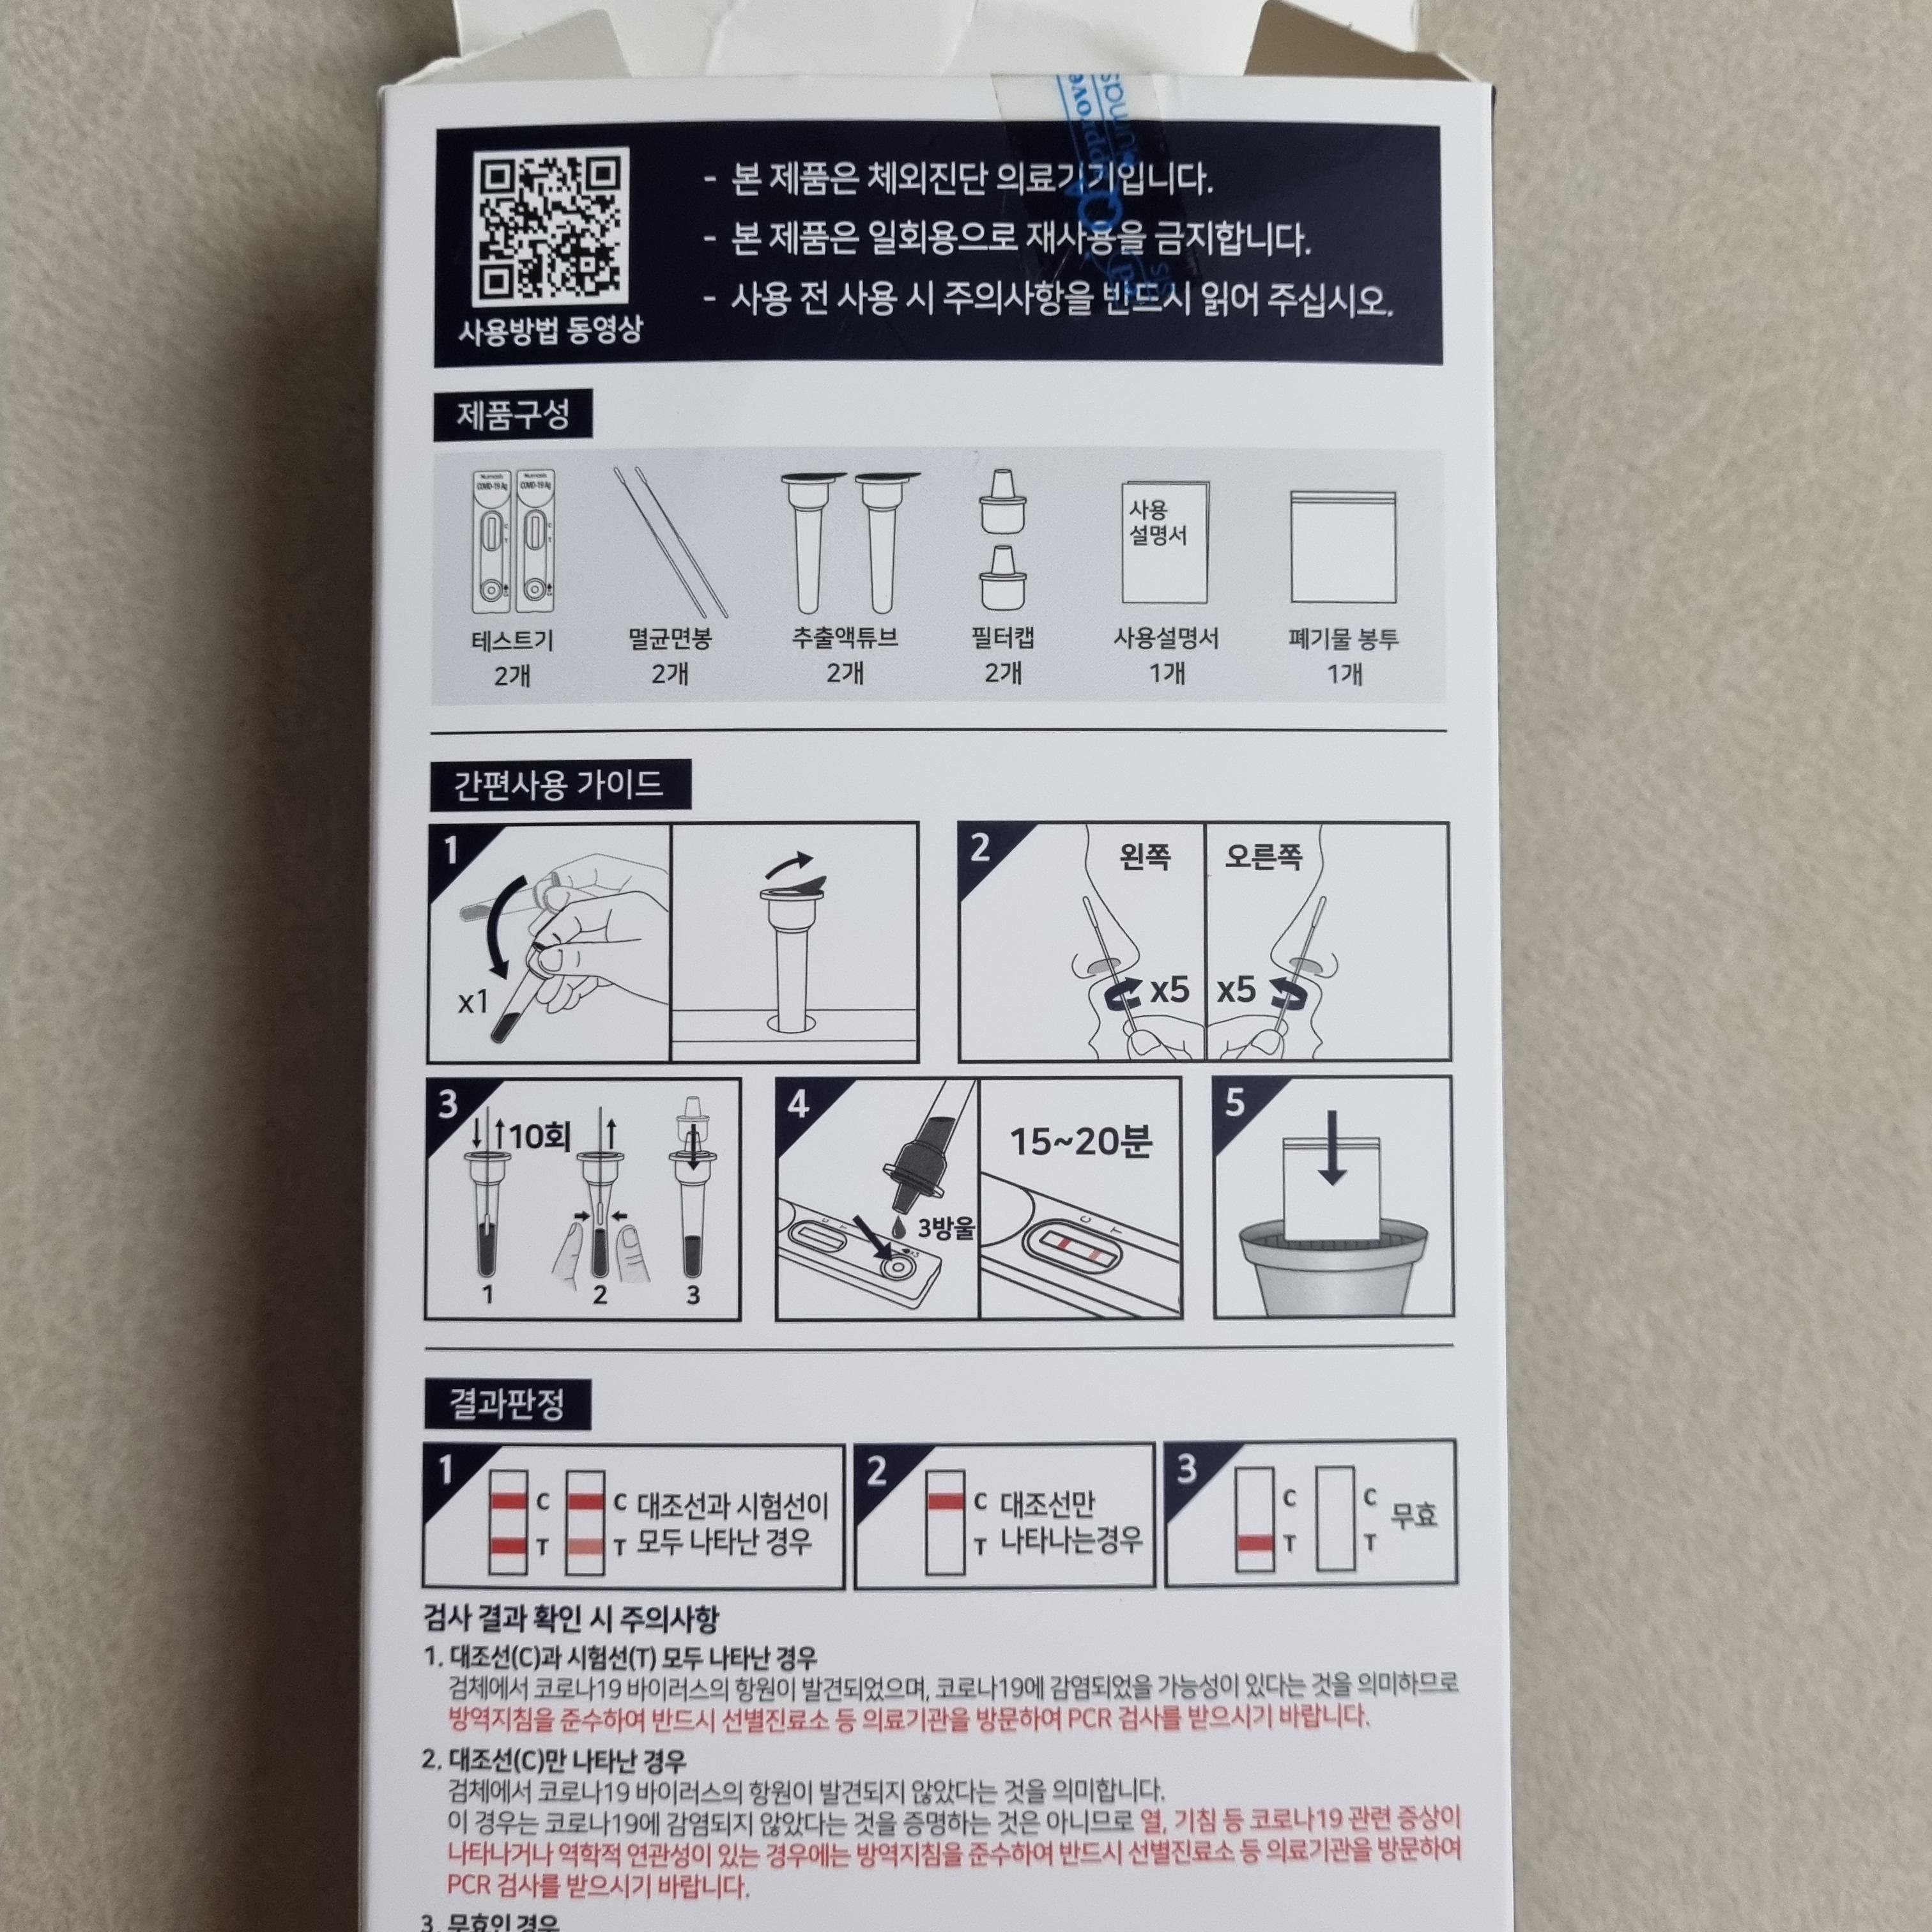 - 본 제품은 체외진단 의료기기입니다.
- 본 제품은 일회용으로 재사용을 금지합니다.
- 사용 전 사용 시 주의사항을 반드시 읽어 주십시오.
사용방법 동영상
제품구성
Humasis Humasis
COVID-19 Ag COVID-19 Ag
C C
T T
사용
설명서
테스트기 멸균면봉 추출액튜브 필터캡 사용설명서 폐기물 봉투
2개 2개 2개 2개 1개 1개
간편사용 가이드
1
x1
2
왼쪽 오른쪽
x5 x5
3
10회
1 2 3
4
3방울
C T
15~20분
C T
5
결과판정
1
C C 대조선과 시험선이
T T 모두 나타난 경우
2
C 대조선만
T 나타나는경우
3
C C 무효
T T
검사 결과 확인 시 주의사항
1. 대조선(C)과 시험선(T) 모두 나타난 경우
검체에서 코로나19 바이러스의 항원이 발견되었으며, 코로나19에 감염되었을 가능성이 있다는 것을 의미하므로
방역지침을 준수하여 반드시 선별진료소 등 의료기관을 방문하여 PCR 검사를 받으시기 바랍니다.
2. 대조선(C)만 나타난 경우
검체에서 코로나19 바이러스의 항원이 발견되지 않았다는 것을 의미합니다.
이 경우는 코로나19에 감염되지 않았다는 것을 증명하는 것은 아니므로 열, 기침 등 코로나19 관련 증상이
나타나거나 역학적 연관성이 있는 경우에는 방역지침을 준수하여 반드시 선별진료소 등 의료기관을 방문하여
PCR 검사를 받으시기 바랍니다.
3. 무효인 경우